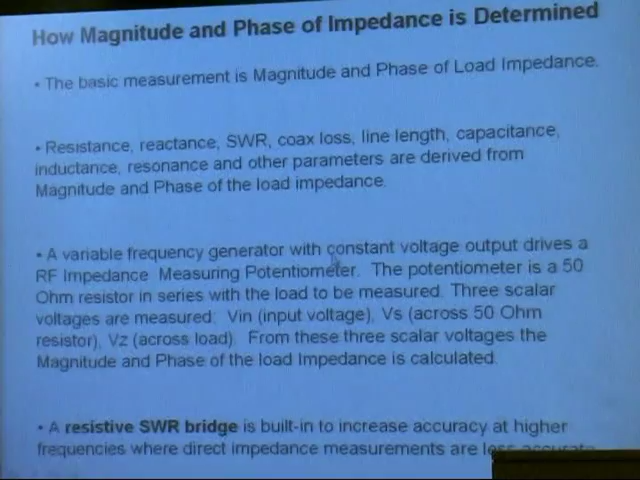 How Magnitude and Phase of Impedance is Determined
• The basic measurement is Magnitude and Phase of Load Impedance.
• Resistance, reactance, SWR, coax loss, line length, capacitance,
inductance, resonance and other parameters are derived from
Magnitude and Phase of the load impedance.
• A variable frequency generator with constant voltage output drives a
RF Impedance Measuring Potentiometer. The potentiometer is a 50
Ohm resistor in series with the load to be measured. Three scalar
voltages are measured: Vin (input voltage), Vs (across 50 Ohm
resistor), Vz (across load). From these three scalar voltages the
Magnitude and Phase of the load Impedance is calculated.
• A resistive SWR bridge is built-in to increase accuracy at higher
frequencies where direct impedance measurements are less accurate